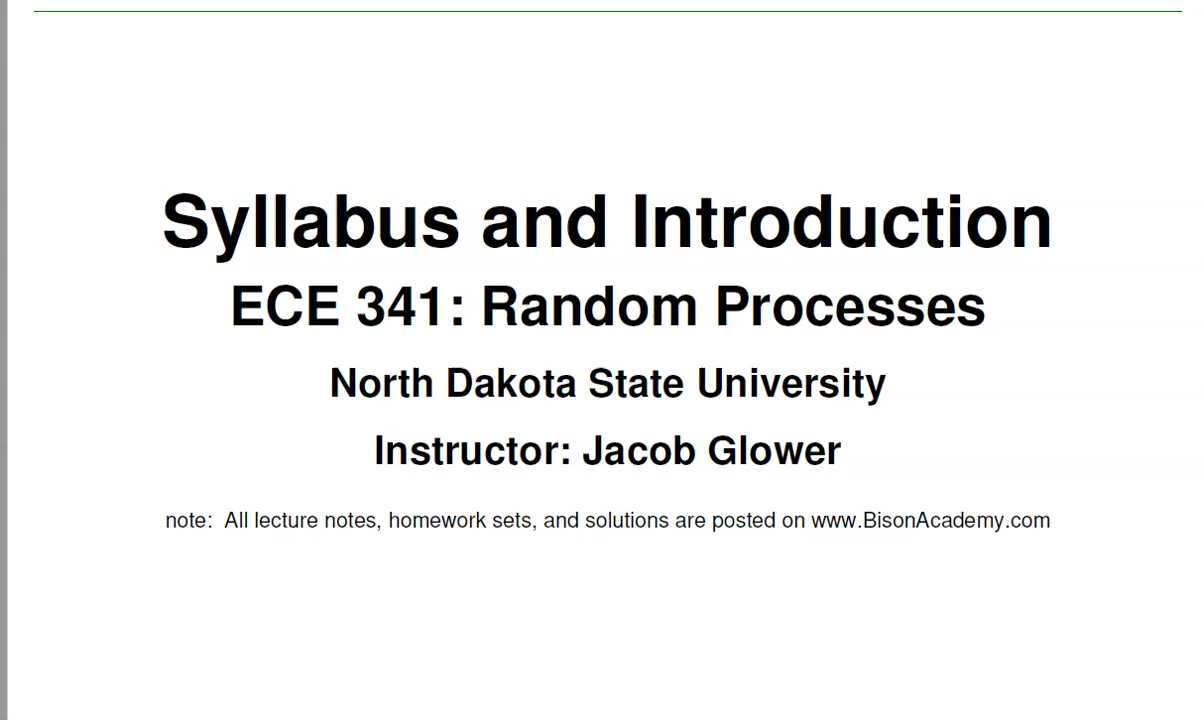 Syllabus and Introduction
ECE 341: Random Processes
North Dakota State University
Instructor: Jacob Glower
note:  All lecture notes, homework sets, and solutions are posted on www.BisonAcademy.com